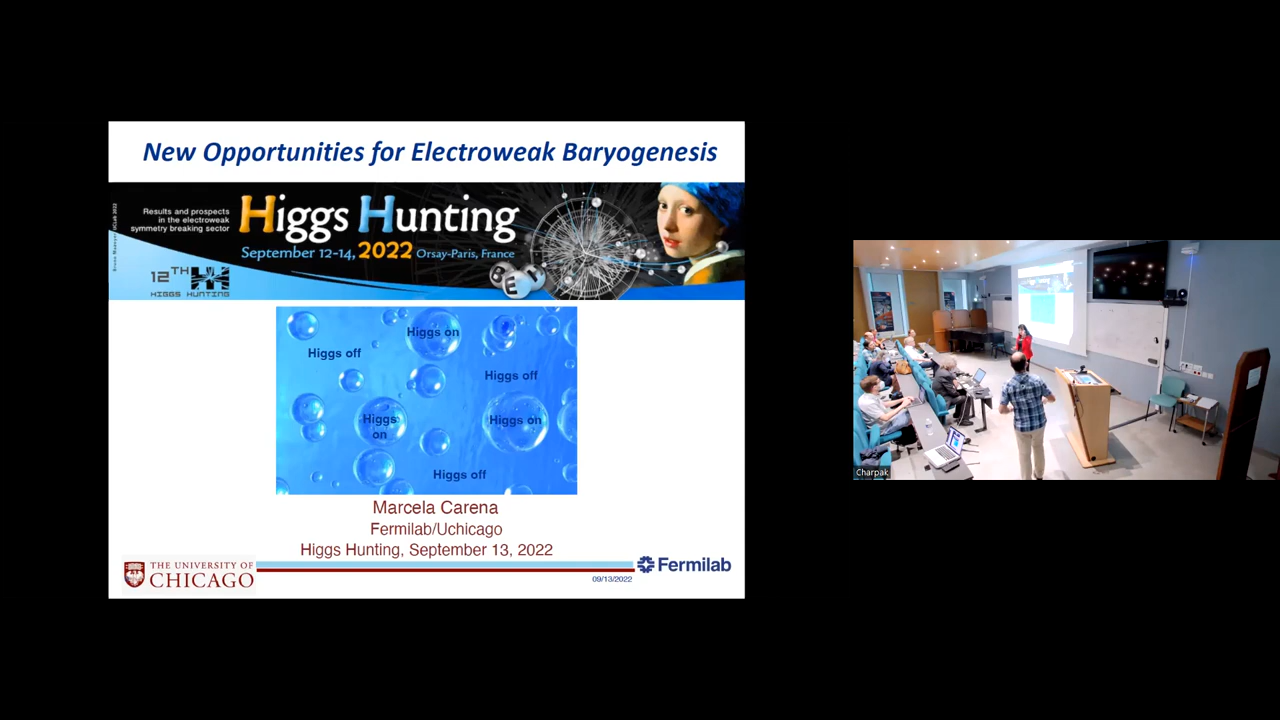 New Opportunities for Electroweak Baryogenesis
Results and prospects
in the electroweak
symmetry breaking sector
Higgs Hunting
September 12-14, 2022 Orsay-Paris, France
12TH
HIGGS HUNTING
Higgs on
Higgs off
Higgs off
Higgs
on
Higgs on
Higgs off
Marcela Carena
Fermilab/Uchicago
Higgs Hunting, September 13, 2022
THE UNIVERSITY OF
CHICAGO
Fermilab
09/13/2022
Charpak